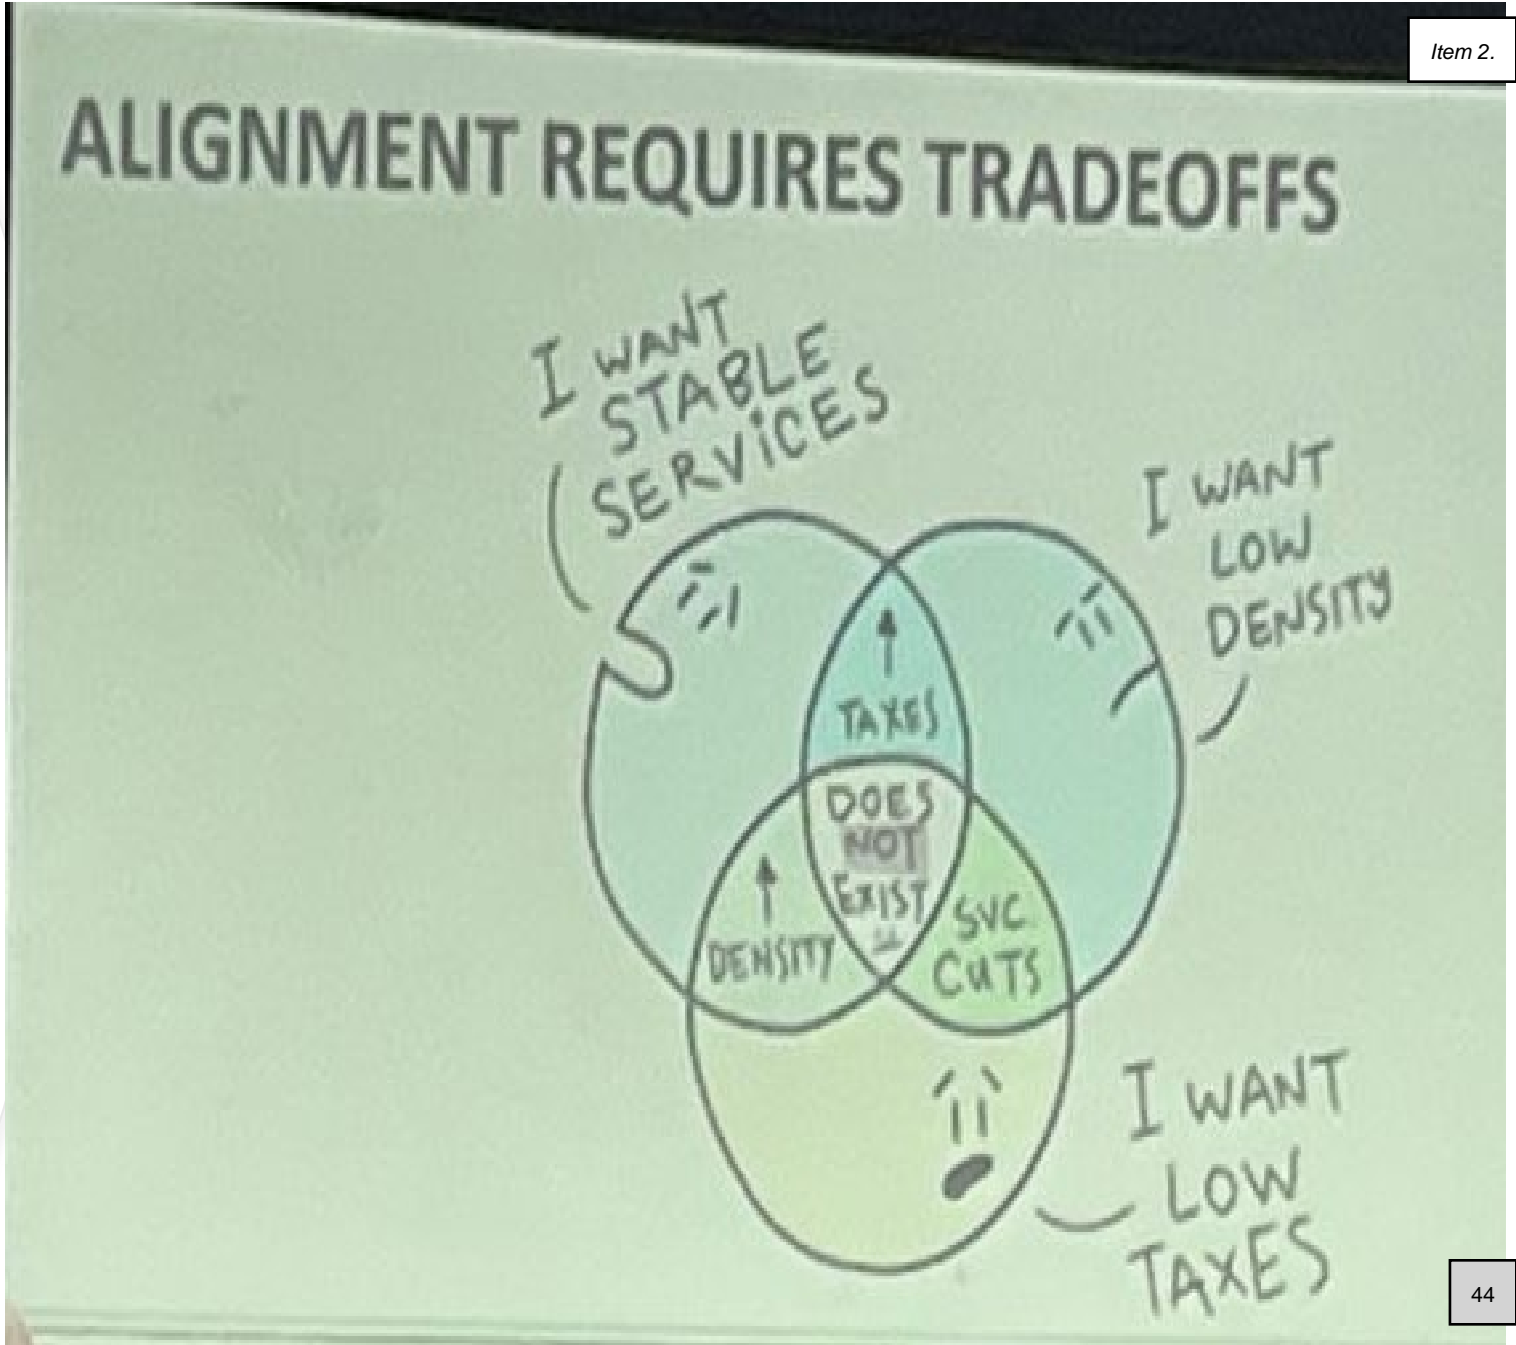 Item 2.
ALIGNMENT REQUIRES TRADEOFFS
I WANT
STABLE
SERVICES
I WANT
LOW
DENSITY
↑
TAXES
DOES
NOT
EXIST
↑
DENSITY
SVC
CUTS
I WANT
LOW
TAXES
44